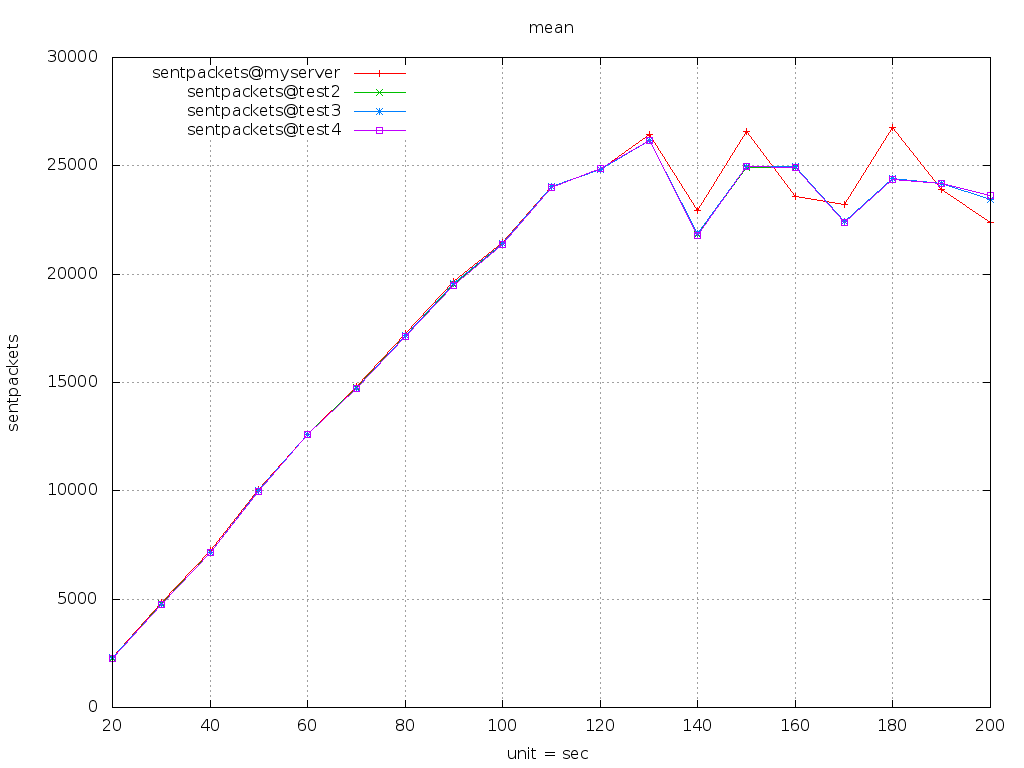 mean
30000
25000
20000
15000
10000
5000
0
sentpackets@myserver
sentpackets@test2
sentpackets@test3
sentpackets@test4
sentpackets
20 40 60 80 100 120 140 160 180 200
unit = sec